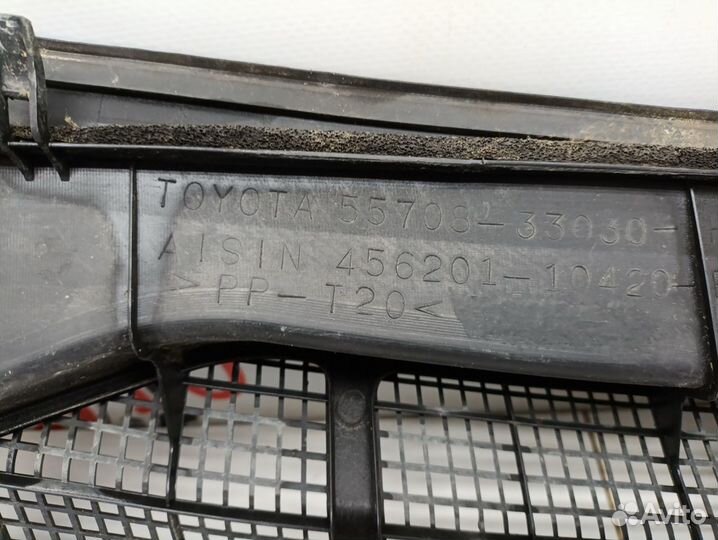 TOYOTA 55708-33030-
AISIN 456201-10420-
>PP-T20<
Avito